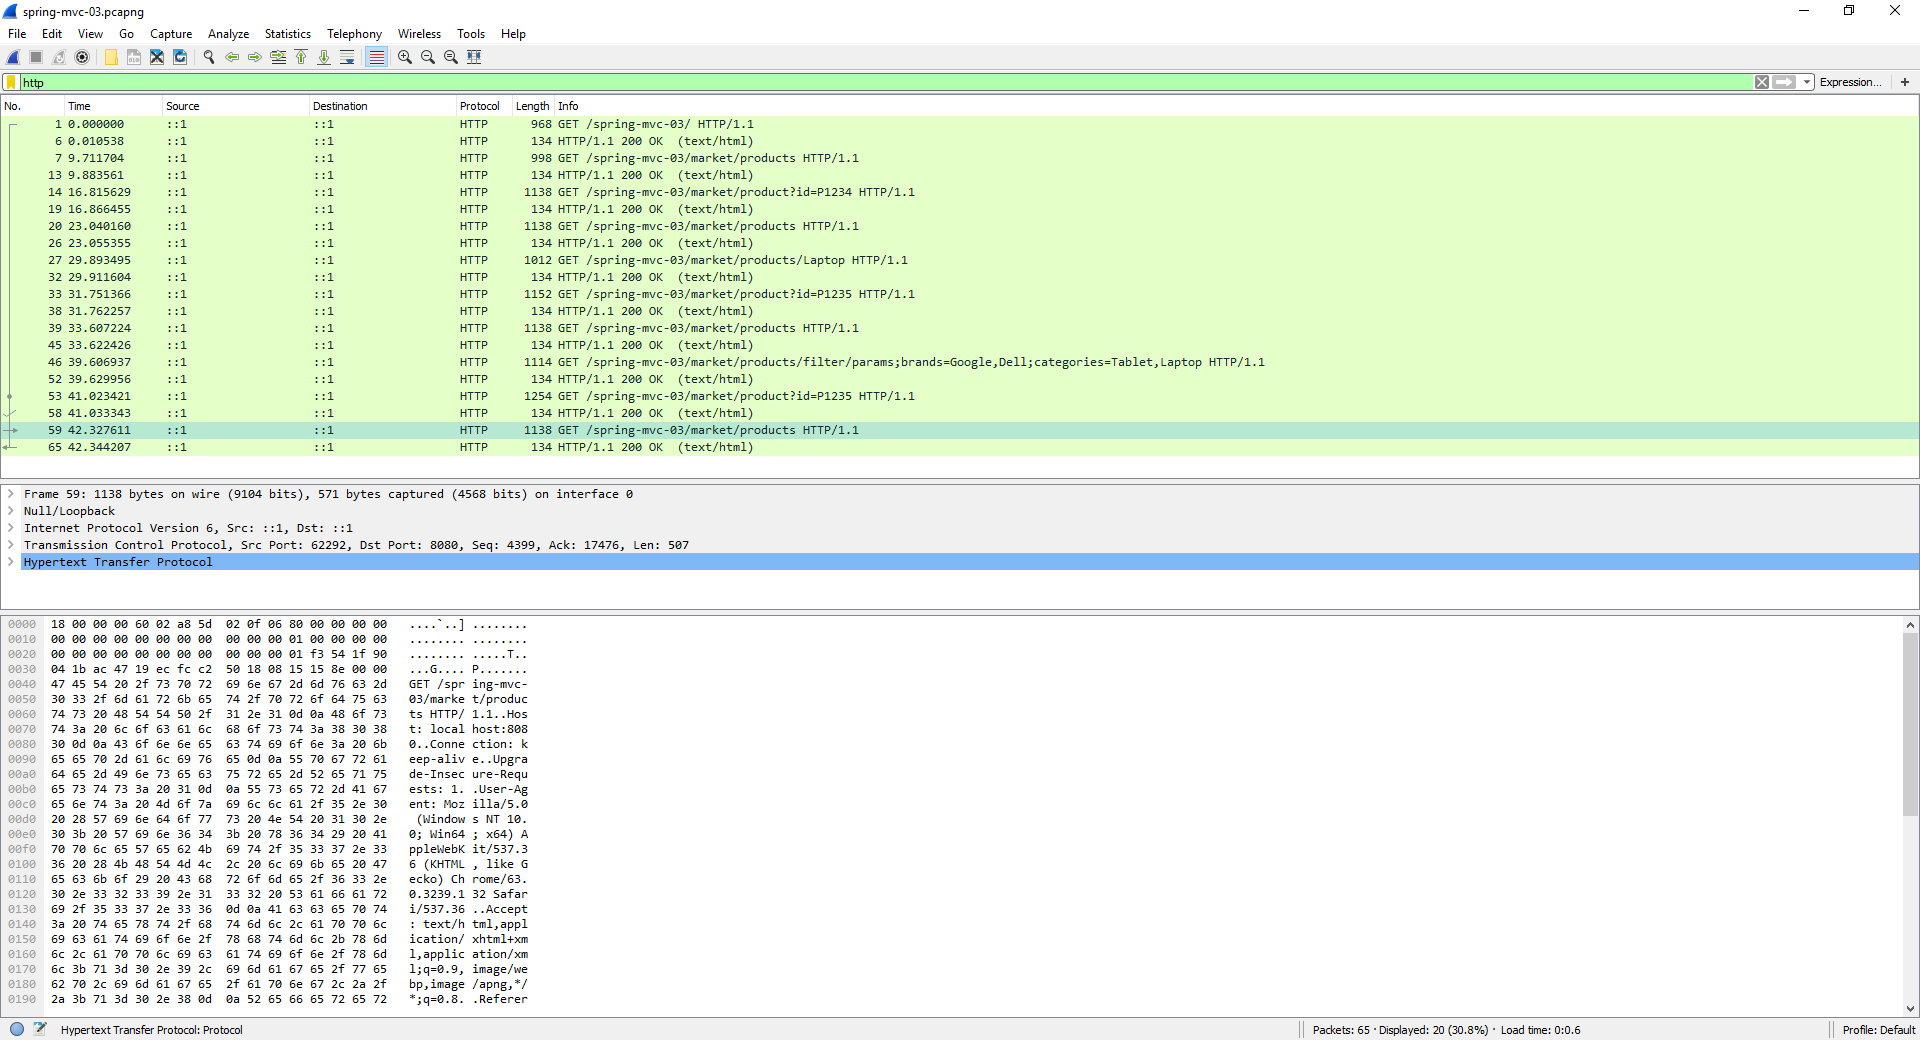 spring-mvc-03.pcapng
File Edit View Go Capture Analyze Statistics Telephony Wireless Tools Help
http Expression... +
No. Time Source Destination Protocol Length Info
1 0.000000 ::1 ::1 HTTP 968 GET /spring-mvc-03/ HTTP/1.1
6 0.010538 ::1 ::1 HTTP 134 HTTP/1.1 200 OK (text/html)
7 9.711704 ::1 ::1 HTTP 998 GET /spring-mvc-03/market/products HTTP/1.1
13 9.883561 ::1 ::1 HTTP 134 HTTP/1.1 200 OK (text/html)
14 16.815629 ::1 ::1 HTTP 1138 GET /spring-mvc-03/market/product?id=P1234 HTTP/1.1
19 16.866455 ::1 ::1 HTTP 134 HTTP/1.1 200 OK (text/html)
20 23.040160 ::1 ::1 HTTP 1138 GET /spring-mvc-03/market/products HTTP/1.1
26 23.055355 ::1 ::1 HTTP 134 HTTP/1.1 200 OK (text/html)
27 29.893495 ::1 ::1 HTTP 1012 GET /spring-mvc-03/market/products/Laptop HTTP/1.1
32 29.911604 ::1 ::1 HTTP 134 HTTP/1.1 200 OK (text/html)
33 31.751366 ::1 ::1 HTTP 1152 GET /spring-mvc-03/market/product?id=P1235 HTTP/1.1
38 31.762257 ::1 ::1 HTTP 134 HTTP/1.1 200 OK (text/html)
39 33.607224 ::1 ::1 HTTP 1138 GET /spring-mvc-03/market/products HTTP/1.1
45 33.622426 ::1 ::1 HTTP 134 HTTP/1.1 200 OK (text/html)
46 39.606937 ::1 ::1 HTTP 1114 GET /spring-mvc-03/market/products/filter/params;brands=Google,Dell;categories=Tablet,Laptop HTTP/1.1
52 39.629956 ::1 ::1 HTTP 134 HTTP/1.1 200 OK (text/html)
53 41.023421 ::1 ::1 HTTP 1254 GET /spring-mvc-03/market/product?id=P1235 HTTP/1.1
58 41.033343 ::1 ::1 HTTP 134 HTTP/1.1 200 OK (text/html)
59 42.327611 ::1 ::1 HTTP 1138 GET /spring-mvc-03/market/products HTTP/1.1
65 42.344207 ::1 ::1 HTTP 134 HTTP/1.1 200 OK (text/html)
Frame 59: 1138 bytes on wire (9104 bits), 571 bytes captured (4568 bits) on interface 0
Null/Loopback
Internet Protocol Version 6, Src: ::1, Dst: ::1
Transmission Control Protocol, Src Port: 62292, Dst Port: 8080, Seq: 4399, Ack: 17476, Len: 507
Hypertext Transfer Protocol
0000 18 00 00 00 60 02 a8 5d 02 0f 06 80 00 00 00 00 ....`..] ........
0010 00 00 00 00 00 00 00 00 00 00 00 01 00 00 00 00 ........ ........
0020 00 00 00 00 00 00 00 00 00 00 00 01 f3 54 1f 90 ........ .....T..
0030 04 1b ac 47 19 ec fc c2 50 18 08 15 15 8e 00 00 ...G.... P.......
0040 47 45 54 20 2f 73 70 72 69 6e 67 2d 6d 76 63 2d GET /spr ing-mvc-
0050 30 33 2f 6d 61 72 6b 65 74 2f 70 72 6f 64 75 63 03/marke t/produc
0060 74 73 20 48 54 54 50 2f 31 2e 31 0d 0a 48 6f 73 ts HTTP/ 1.1..Hos
0070 74 3a 20 6c 6f 63 61 6c 68 6f 73 74 3a 38 30 38 t: local host:808
0080 30 0d 0a 43 6f 6e 6e 65 63 74 69 6f 6e 3a 20 6b 0..Conne ction: k
0090 65 65 70 2d 61 6c 69 76 65 0d 0a 55 70 67 72 61 eep-aliv e..Upgra
00a0 64 65 2d 49 6e 73 65 63 75 72 65 2d 52 65 71 75 de-Insec ure-Requ
00b0 65 73 74 73 3a 20 31 0d 0a 55 73 65 72 2d 41 67 ests: 1. .User-Ag
00c0 65 6e 74 3a 20 4d 6f 7a 69 6c 6c 61 2f 35 2e 30 ent: Moz illa/5.0
00d0 20 28 57 69 6e 64 6f 77 73 20 4e 54 20 31 30 2e (Window s NT 10.
00e0 30 3b 20 57 69 6e 36 34 3b 20 78 36 34 29 20 41 0; Win64 ; x64) A
00f0 70 70 6c 65 57 65 62 4b 69 74 2f 35 33 37 2e 33 ppleWebK it/537.3
0100 36 20 28 4b 48 54 4d 4c 2c 20 6c 69 6b 65 20 47 6 (KHTML , like G
0110 65 63 6b 6f 29 20 43 68 72 6f 6d 65 2f 36 33 2e ecko) Ch rome/63.
0120 30 2e 33 32 33 39 2e 31 33 32 20 53 61 66 61 72 0.3239.1 32 Safar
0130 69 2f 35 33 37 2e 33 36 0d 0a 41 63 63 65 70 74 i/537.36 ..Accept
0140 3a 20 74 65 78 74 2f 68 74 6d 6c 2c 61 70 70 6c : text/h tml,appl
0150 69 63 61 74 69 6f 6e 2f 78 68 74 6d 6c 2b 78 6d ication/ xhtml+xm
0160 6c 2c 61 70 70 6c 69 63 61 74 69 6f 6e 2f 78 6d l,applic ation/xm
0170 6c 3b 71 3d 30 2e 39 2c 69 6d 61 67 65 2f 77 65 l;q=0.9, image/we
0180 62 70 2c 69 6d 61 67 65 2f 61 70 6e 67 2c 2a 2f bp,image /apng,*/
0190 2a 3b 71 3d 30 2e 38 0d 0a 52 65 66 65 72 65 72 *;q=0.8. .Referer
Hypertext Transfer Protocol: Protocol Packets: 65 · Displayed: 20 (30.8%) · Load time: 0:0.6 Profile: Default